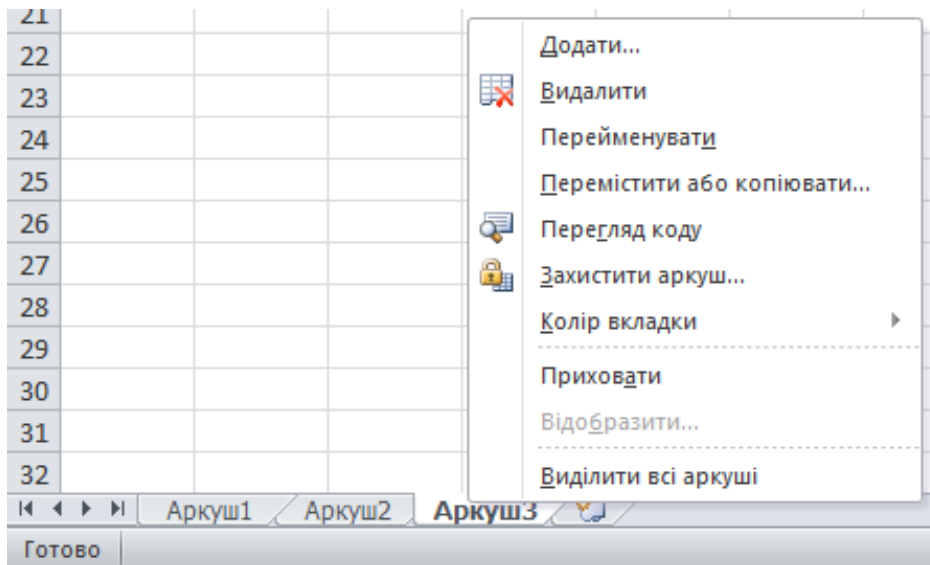 21
22
23
24
25
26
27
28
29
30
31
32
Додати...
Видалити
Перейменувати
Перемістити або копіювати...
Перегляд коду
Захистити аркуш...
Колір вкладки
Приховати
Відобразити...
Виділити всі аркуші
Аркуш1 Аркуш2 Аркуш3
Готово